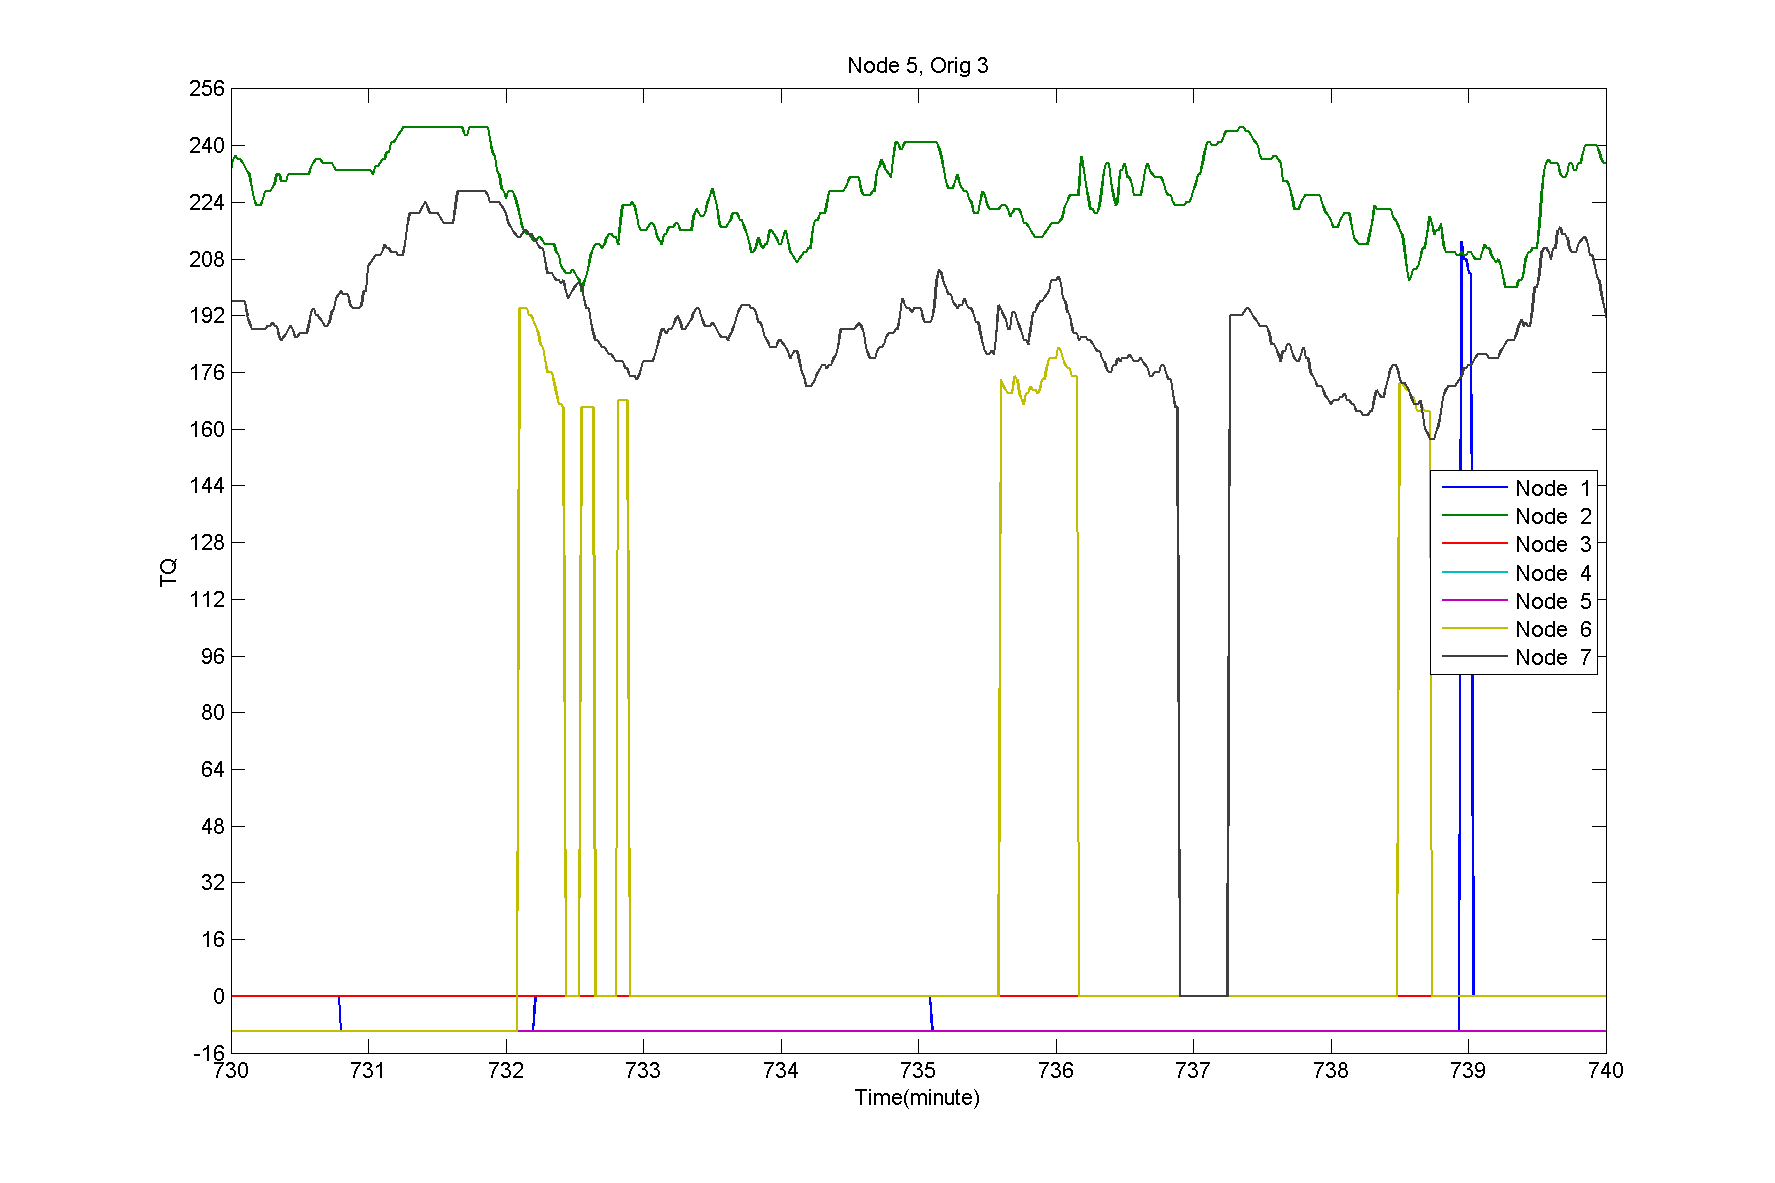 Node 5, Orig 3
256
240
224
208
192
176
160
144
128
112
96
80
64
48
32
16
0
-16
TQ
Node 1
Node 2
Node 3
Node 4
Node 5
Node 6
Node 7
730 731 732 733 734 735 736 737 738 739 740
Time(minute)